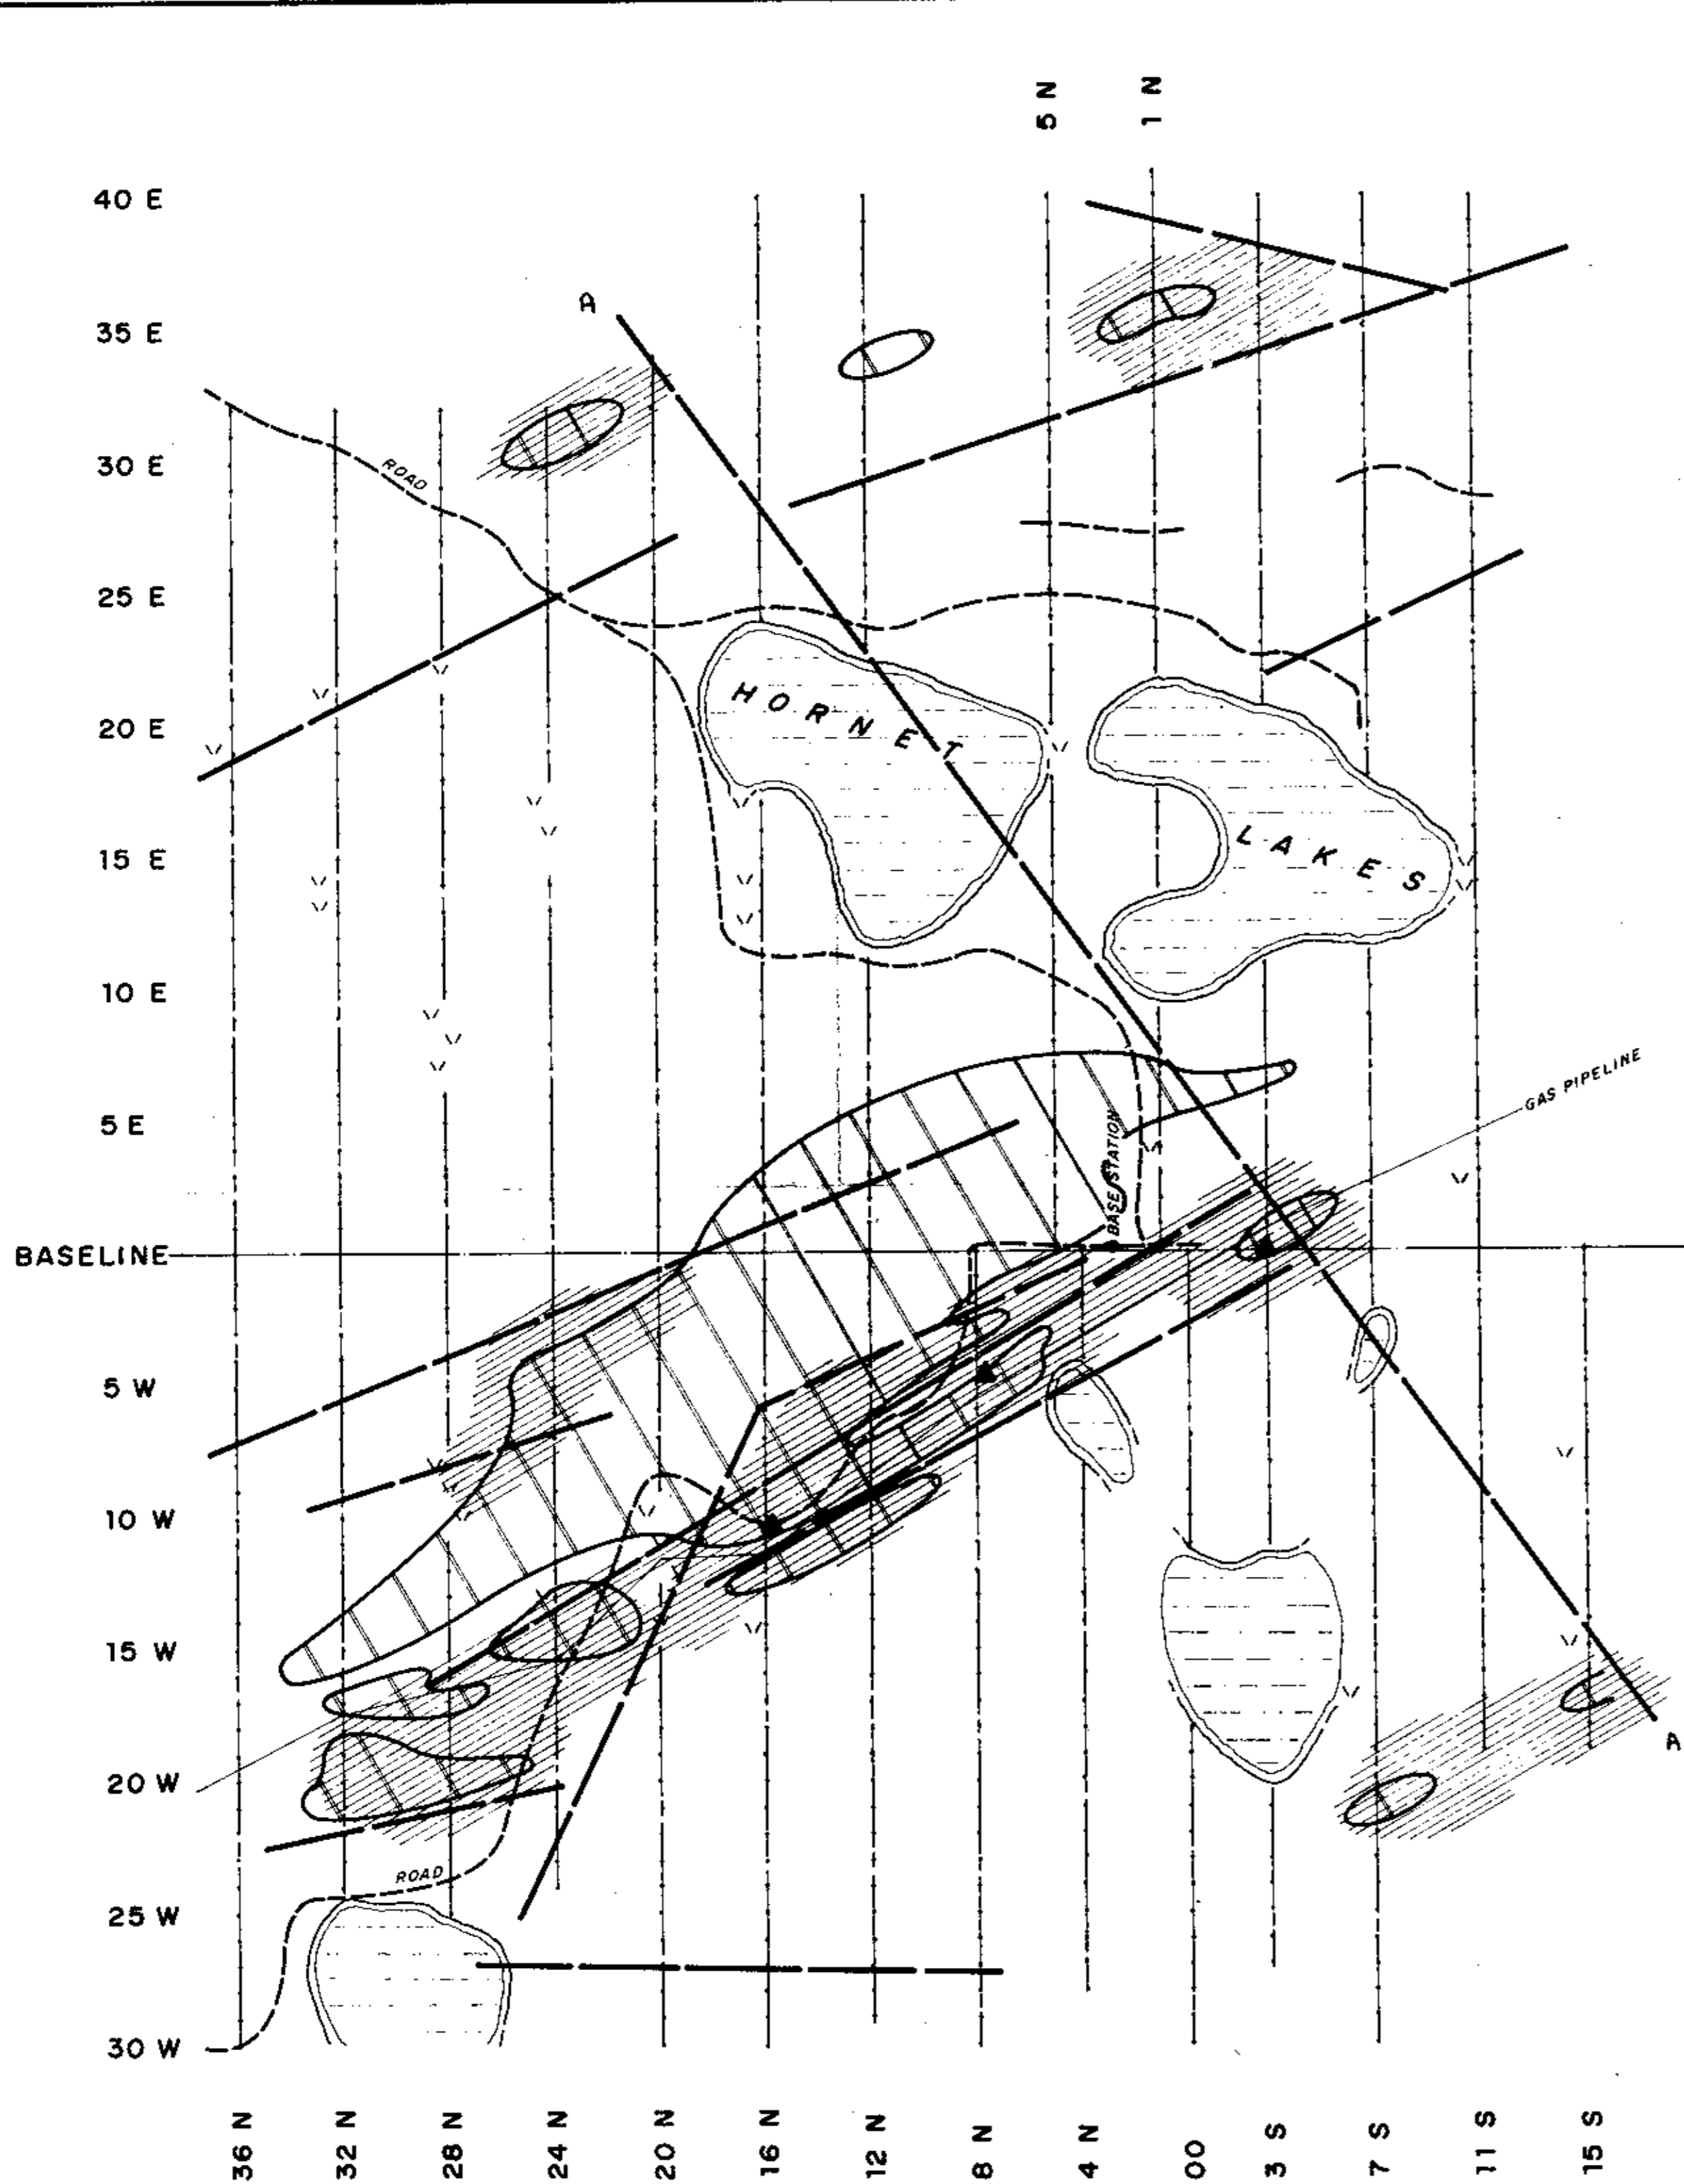 5 N
1 N
40 E
A
35 E
ROAD
30 E
25 E
HORNET
20 E
LAKES
15 E
10 E
GAS PIPELINE
5 E
BASE STATION
BASELINE
5 W
10 W
15 W
A
20 W
ROAD
25 W
30 W
36 N
32 N
28 N
24 N
20 N
16 N
12 N
8 N
4 N
00
3 S
7 S
11 S
15 S